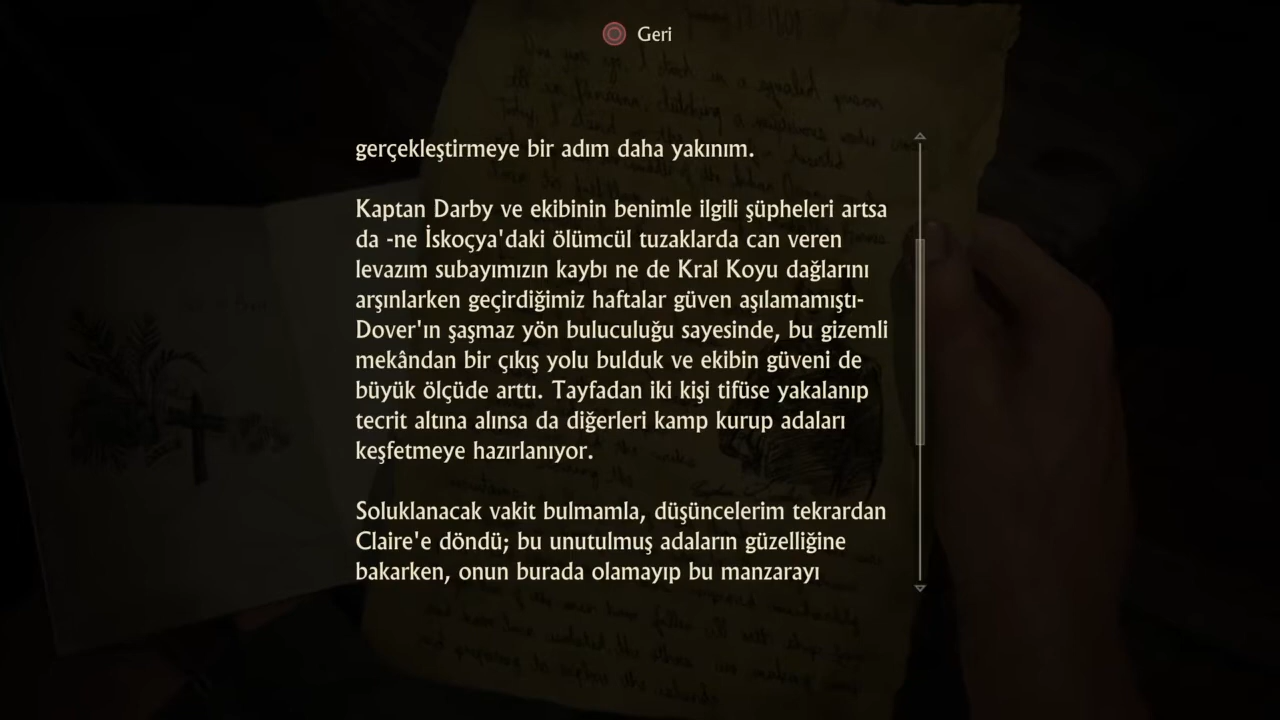 Geri
gerçekleştirmeye bir adım daha yakınım.
Kaptan Darby ve ekibinin benimle ilgili şüpheleri artsa
da -ne İskoçya'daki ölümcül tuzaklarda can veren
levazım subayımızın kaybı ne de Kral Koyu dağlarını
arşınlarken geçirdiğimiz haftalar güven aşılamamıştı-
Dover'ın şaşmaz yön buluculuğu sayesinde, bu gizemli
mekândan bir çıkış yolu bulduk ve ekibin güveni de
büyük ölçüde arttı. Tayfadan iki kişi tifüse yakalanıp
tecrit altına alınsa da diğerleri kamp kurup adaları
keşfetmeye hazırlanıyor.
Soluklanacak vakit bulmamla, düşüncelerim tekrardan
Claire'e döndü; bu unutulmuş adaların güzelliğine
bakarken, onun burada olamayıp bu manzarayı